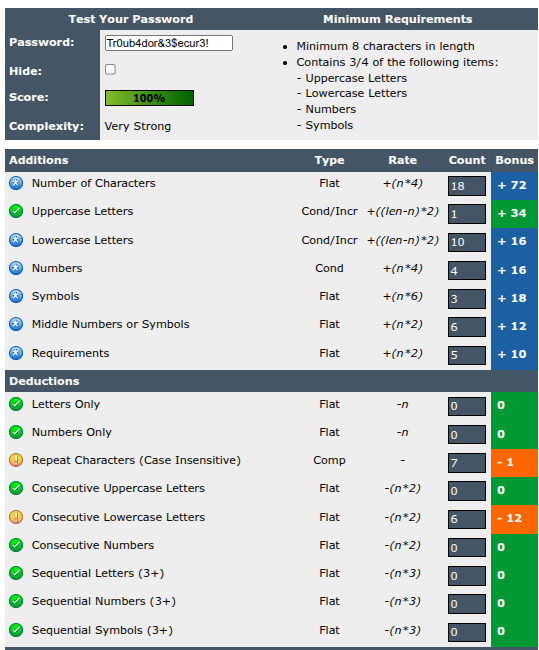 Test Your Password Minimum Requirements
Password: Tr0ub4dor&3$ecur3!
Hide:
Score: 100%
Complexity: Very Strong
• Minimum 8 characters in length
• Contains 3/4 of the following items:
- Uppercase Letters
- Lowercase Letters
- Numbers
- Symbols
Additions Type Rate Count Bonus
Number of Characters Flat +(n*4) 18 + 72
Uppercase Letters Cond/Incr +((len-n)*2) 1 + 34
Lowercase Letters Cond/Incr +((len-n)*2) 10 + 16
Numbers Cond +(n*4) 4 + 16
Symbols Flat +(n*6) 3 + 18
Middle Numbers or Symbols Flat +(n*2) 6 + 12
Requirements Flat +(n*2) 5 + 10
Deductions
Letters Only Flat -n 0 0
Numbers Only Flat -n 0 0
Repeat Characters (Case Insensitive) Comp - 7 - 1
Consecutive Uppercase Letters Flat -(n*2) 0 0
Consecutive Lowercase Letters Flat -(n*2) 6 - 12
Consecutive Numbers Flat -(n*2) 0 0
Sequential Letters (3+) Flat -(n*3) 0 0
Sequential Numbers (3+) Flat -(n*3) 0 0
Sequential Symbols (3+) Flat -(n*3) 0 0